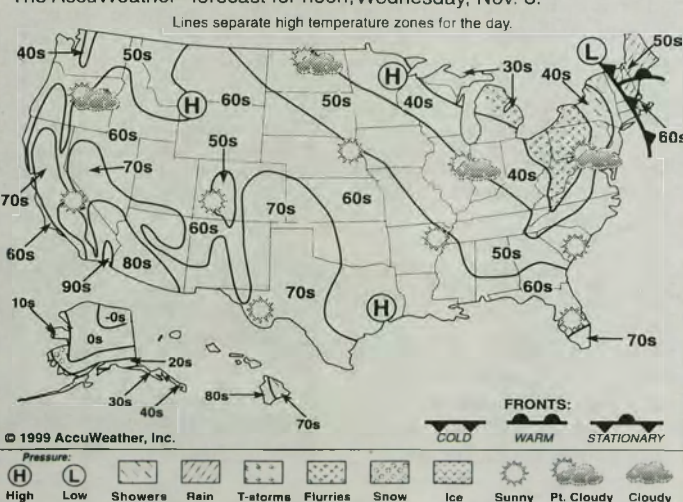 The AccuWeather® forecast for noon, Wednesday, Nov. 3.
Lines separate high temperature zones for the day.
40s
50s
H
60s
50s
H
40s
30s
40s
L
50s
60s
60s
70s
50s
70s
60s
80s
90s
60s
70s
60s
40s
50s
60s
70s
H
70s
10s
-0s
0s
20s
30s
40s
80s
70s
FRONTS:
COLD
WARM
STATIONARY
© 1999 AccuWeather, Inc.
Pressure:
H
L
High
Low
Showers
Rain
T-storms
Flurries
Snow
Ice
Sunny
Pt. Cloudy
Cloudy